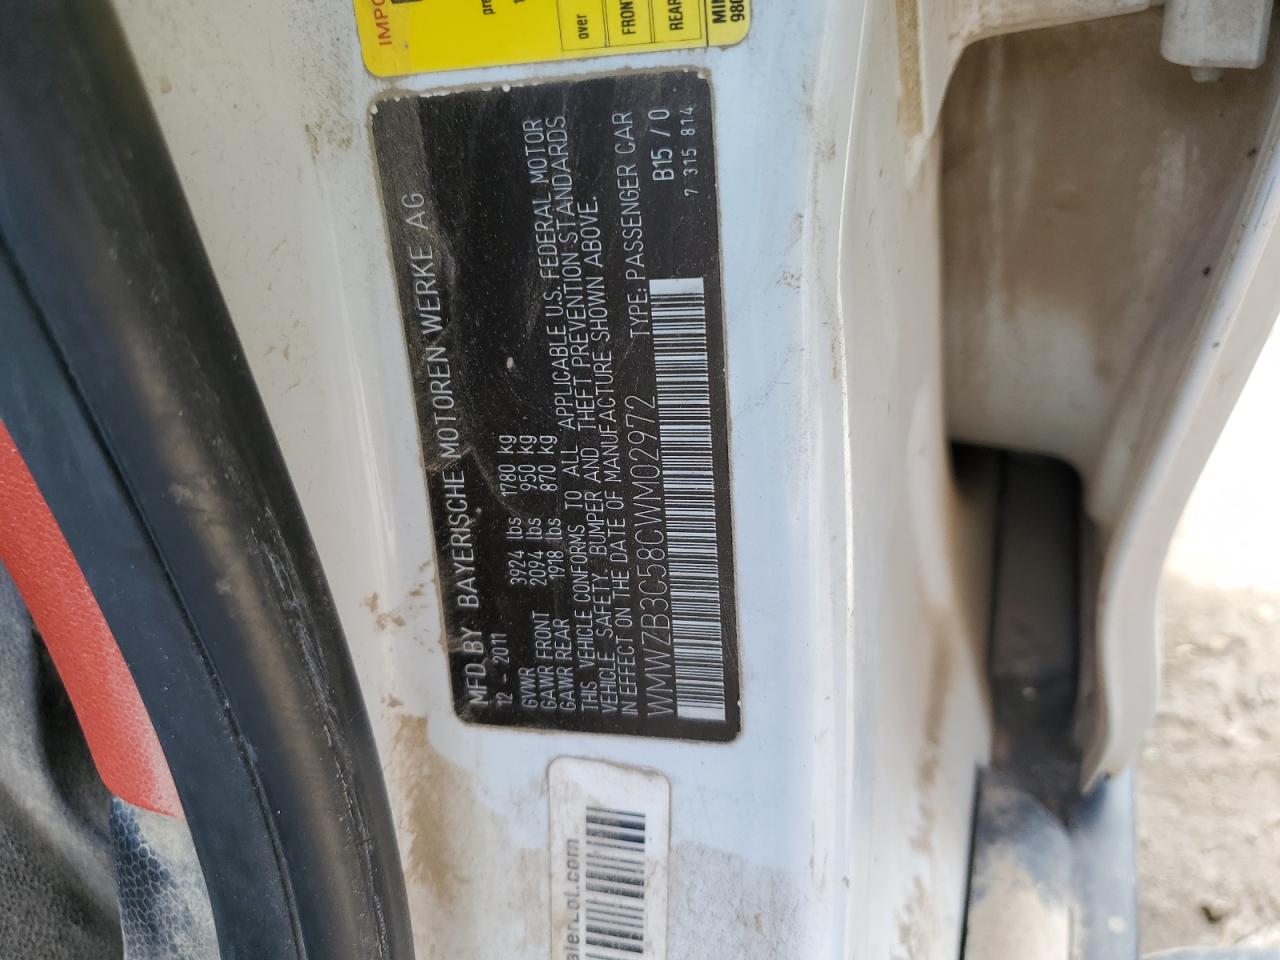 IMPO
over
FRON
REAR
MFD BY BAYERISCHE MOTOREN WERKE AG
12 - 2011
GVWR 3924 lbs 1780 kg
GAWR FRONT 2094 lbs 950 kg
GAWR REAR 1918 lbs 870 kg
THIS VEHICLE CONFORMS TO ALL APPLICABLE U.S. FEDERAL MOTOR
VEHICLE SAFETY, BUMPER AND THEFT PREVENTION STANDARDS
IN EFFECT ON THE DATE OF MANUFACTURE SHOWN ABOVE.
WMWZB3C58CWM02972 TYPE: PASSENGER CAR
B15 / 0
7 315 814